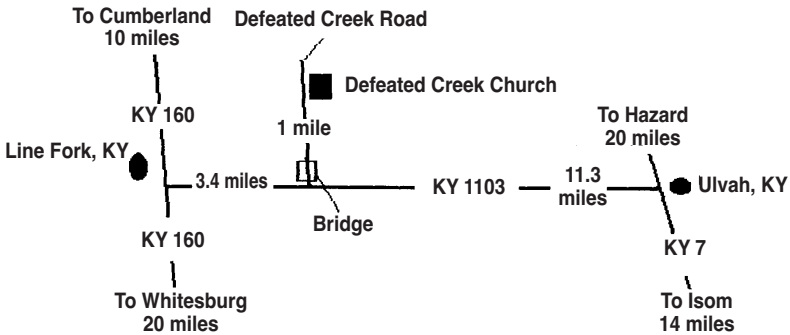 To Cumberland
10 miles
Defeated Creek Road
Defeated Creek Church
KY 160
1 mile
To Hazard
20 miles
Line Fork, KY
3.4 miles
KY 1103
11.3
miles
Ulvah, KY
Bridge
KY 160
KY 7
To Whitesburg
20 miles
To Isom
14 miles